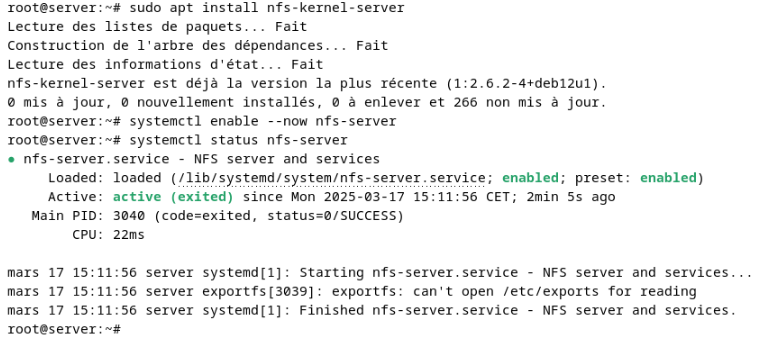 root@server:~# sudo apt install nfs-kernel-server
Lecture des listes de paquets... Fait
Construction de l'arbre des dépendances... Fait
Lecture des informations d'état... Fait
nfs-kernel-server est déjà la version la plus récente (1:2.6.2-4+deb12u1).
0 mis à jour, 0 nouvellement installés, 0 à enlever et 266 non mis à jour.
root@server:~# systemctl enable --now nfs-server
root@server:~# systemctl status nfs-server
● nfs-server.service - NFS server and services
     Loaded: loaded (/lib/systemd/system/nfs-server.service; enabled; preset: enabled)
     Active: active (exited) since Mon 2025-03-17 15:11:56 CET; 2min 5s ago
   Main PID: 3040 (code=exited, status=0/SUCCESS)
        CPU: 22ms

mars 17 15:11:56 server systemd[1]: Starting nfs-server.service - NFS server and services...
mars 17 15:11:56 server exportfs[3039]: exportfs: can't open /etc/exports for reading
mars 17 15:11:56 server systemd[1]: Finished nfs-server.service - NFS server and services.
root@server:~#